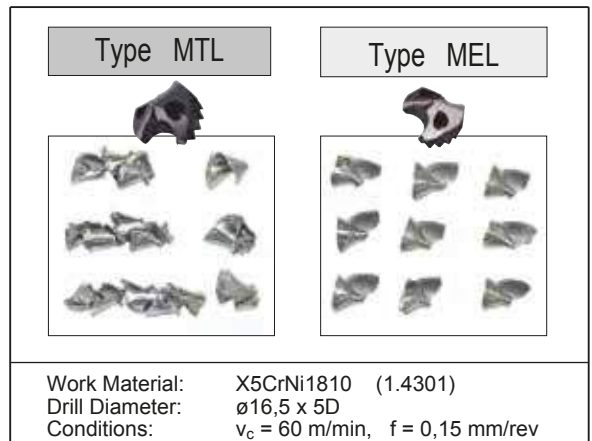 Type MTL
Type MEL
Work Material: X5CrNi1810 (1.4301)
Drill Diameter: ø16,5 x 5D
Conditions: vc = 60 m/min, f = 0,15 mm/rev